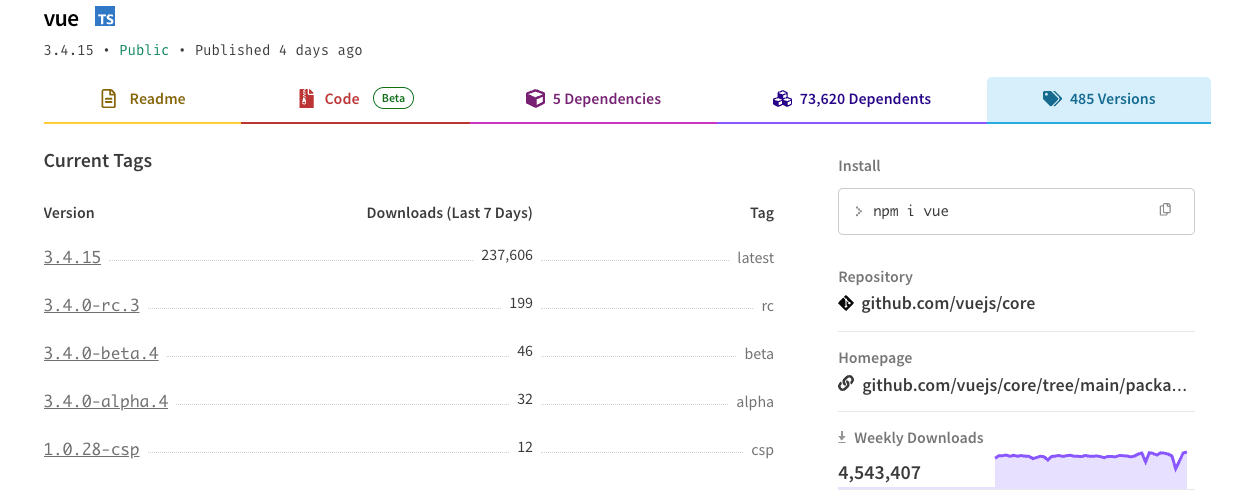 vue TS
3.4.15 • Public • Published 4 days ago
Readme
Code Beta
5 Dependencies
73,620 Dependents
485 Versions
Current Tags
Version Downloads (Last 7 Days) Tag
3.4.15 237,606 latest
3.4.0-rc.3 199 rc
3.4.0-beta.4 46 beta
3.4.0-alpha.4 32 alpha
1.0.28-csp 12 csp
Install
> npm i vue
Repository
github.com/vuejs/core
Homepage
github.com/vuejs/core/tree/main/packa...
Weekly Downloads
4,543,407